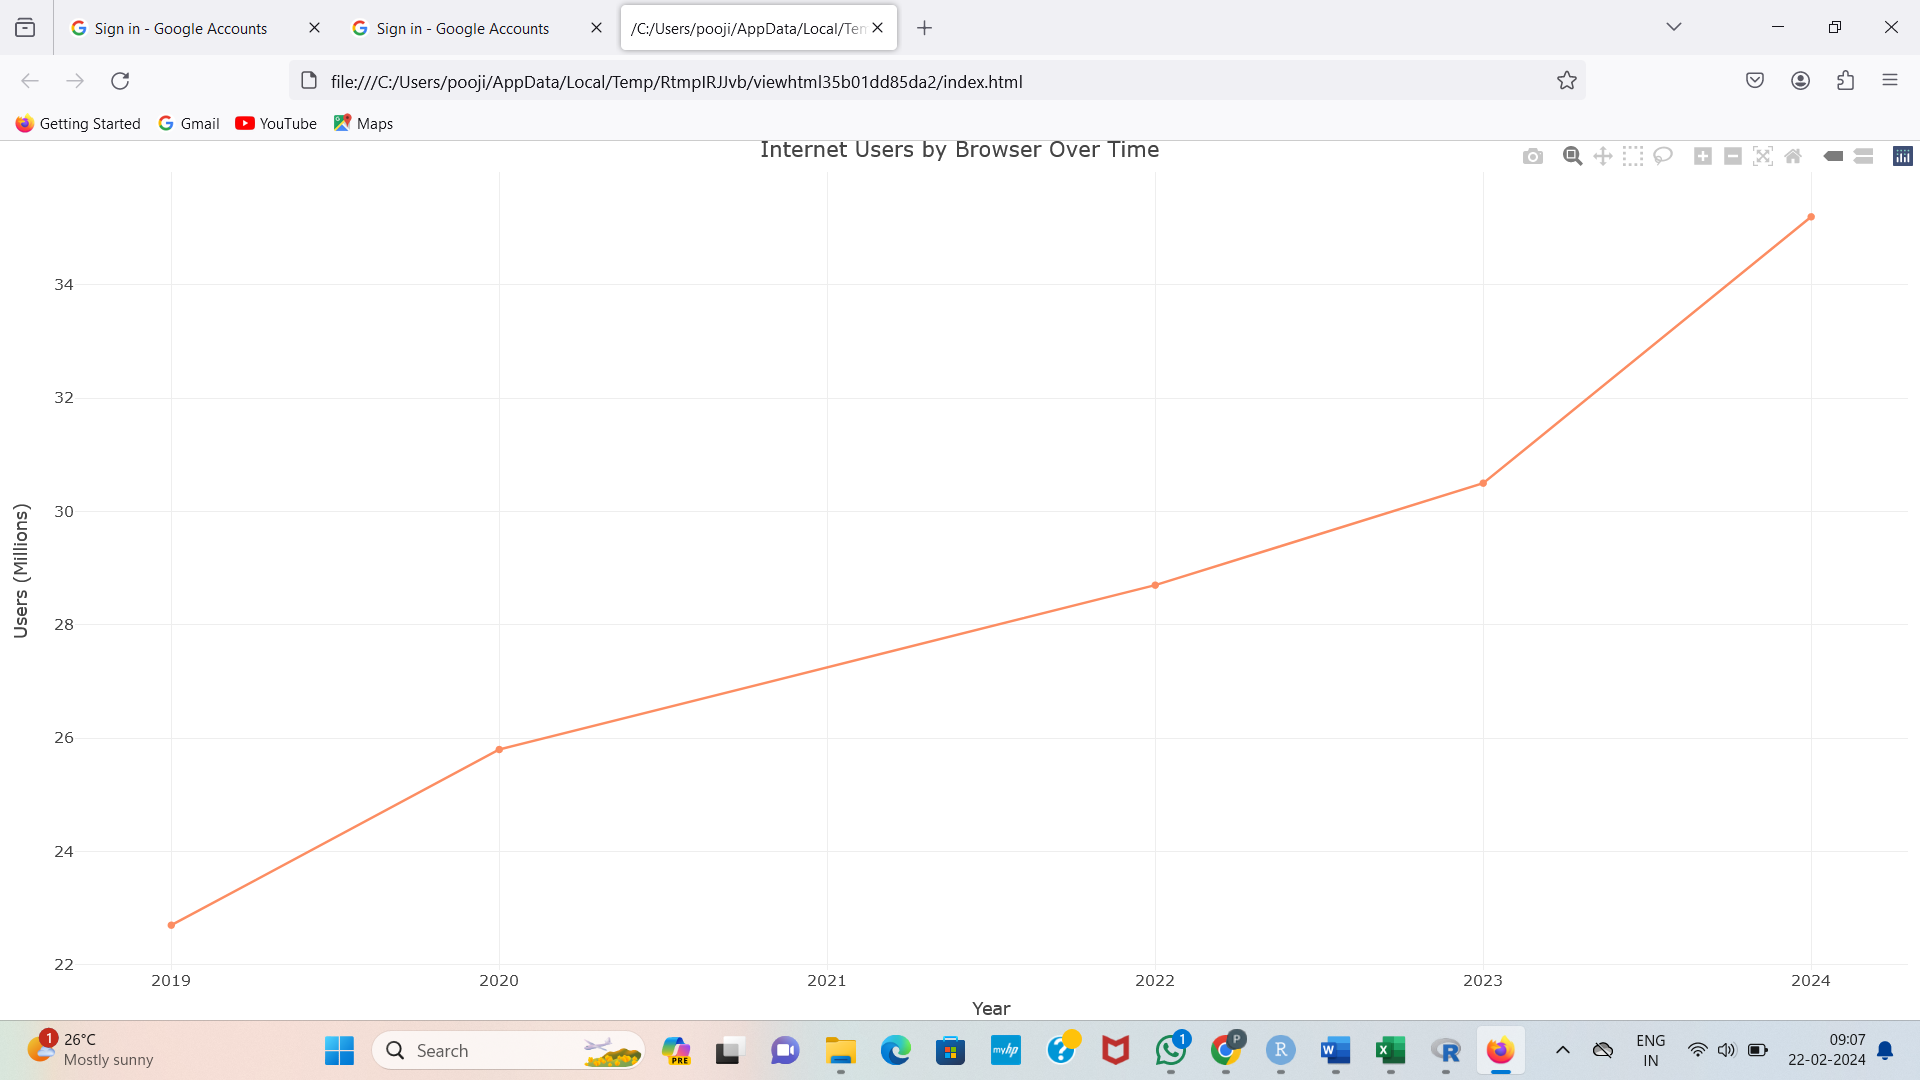 Sign in - Google Accounts
Sign in - Google Accounts
/C:/Users/pooji/AppData/Local/Ten
file:///C:/Users/pooji/AppData/Local/Temp/RtmpIRJJvb/viewhtml35b01dd85da2/index.html
Getting Started
Gmail
YouTube
Maps
Internet Users by Browser Over Time
34
32
30
28
26
24
22
Users (Millions)
2019
2020
2021
2022
2023
2024
Year
1
26°C
Mostly sunny
Search
PRE
myhp
?
1
P
R
W
X
R
ENG
IN
09:07
22-02-2024